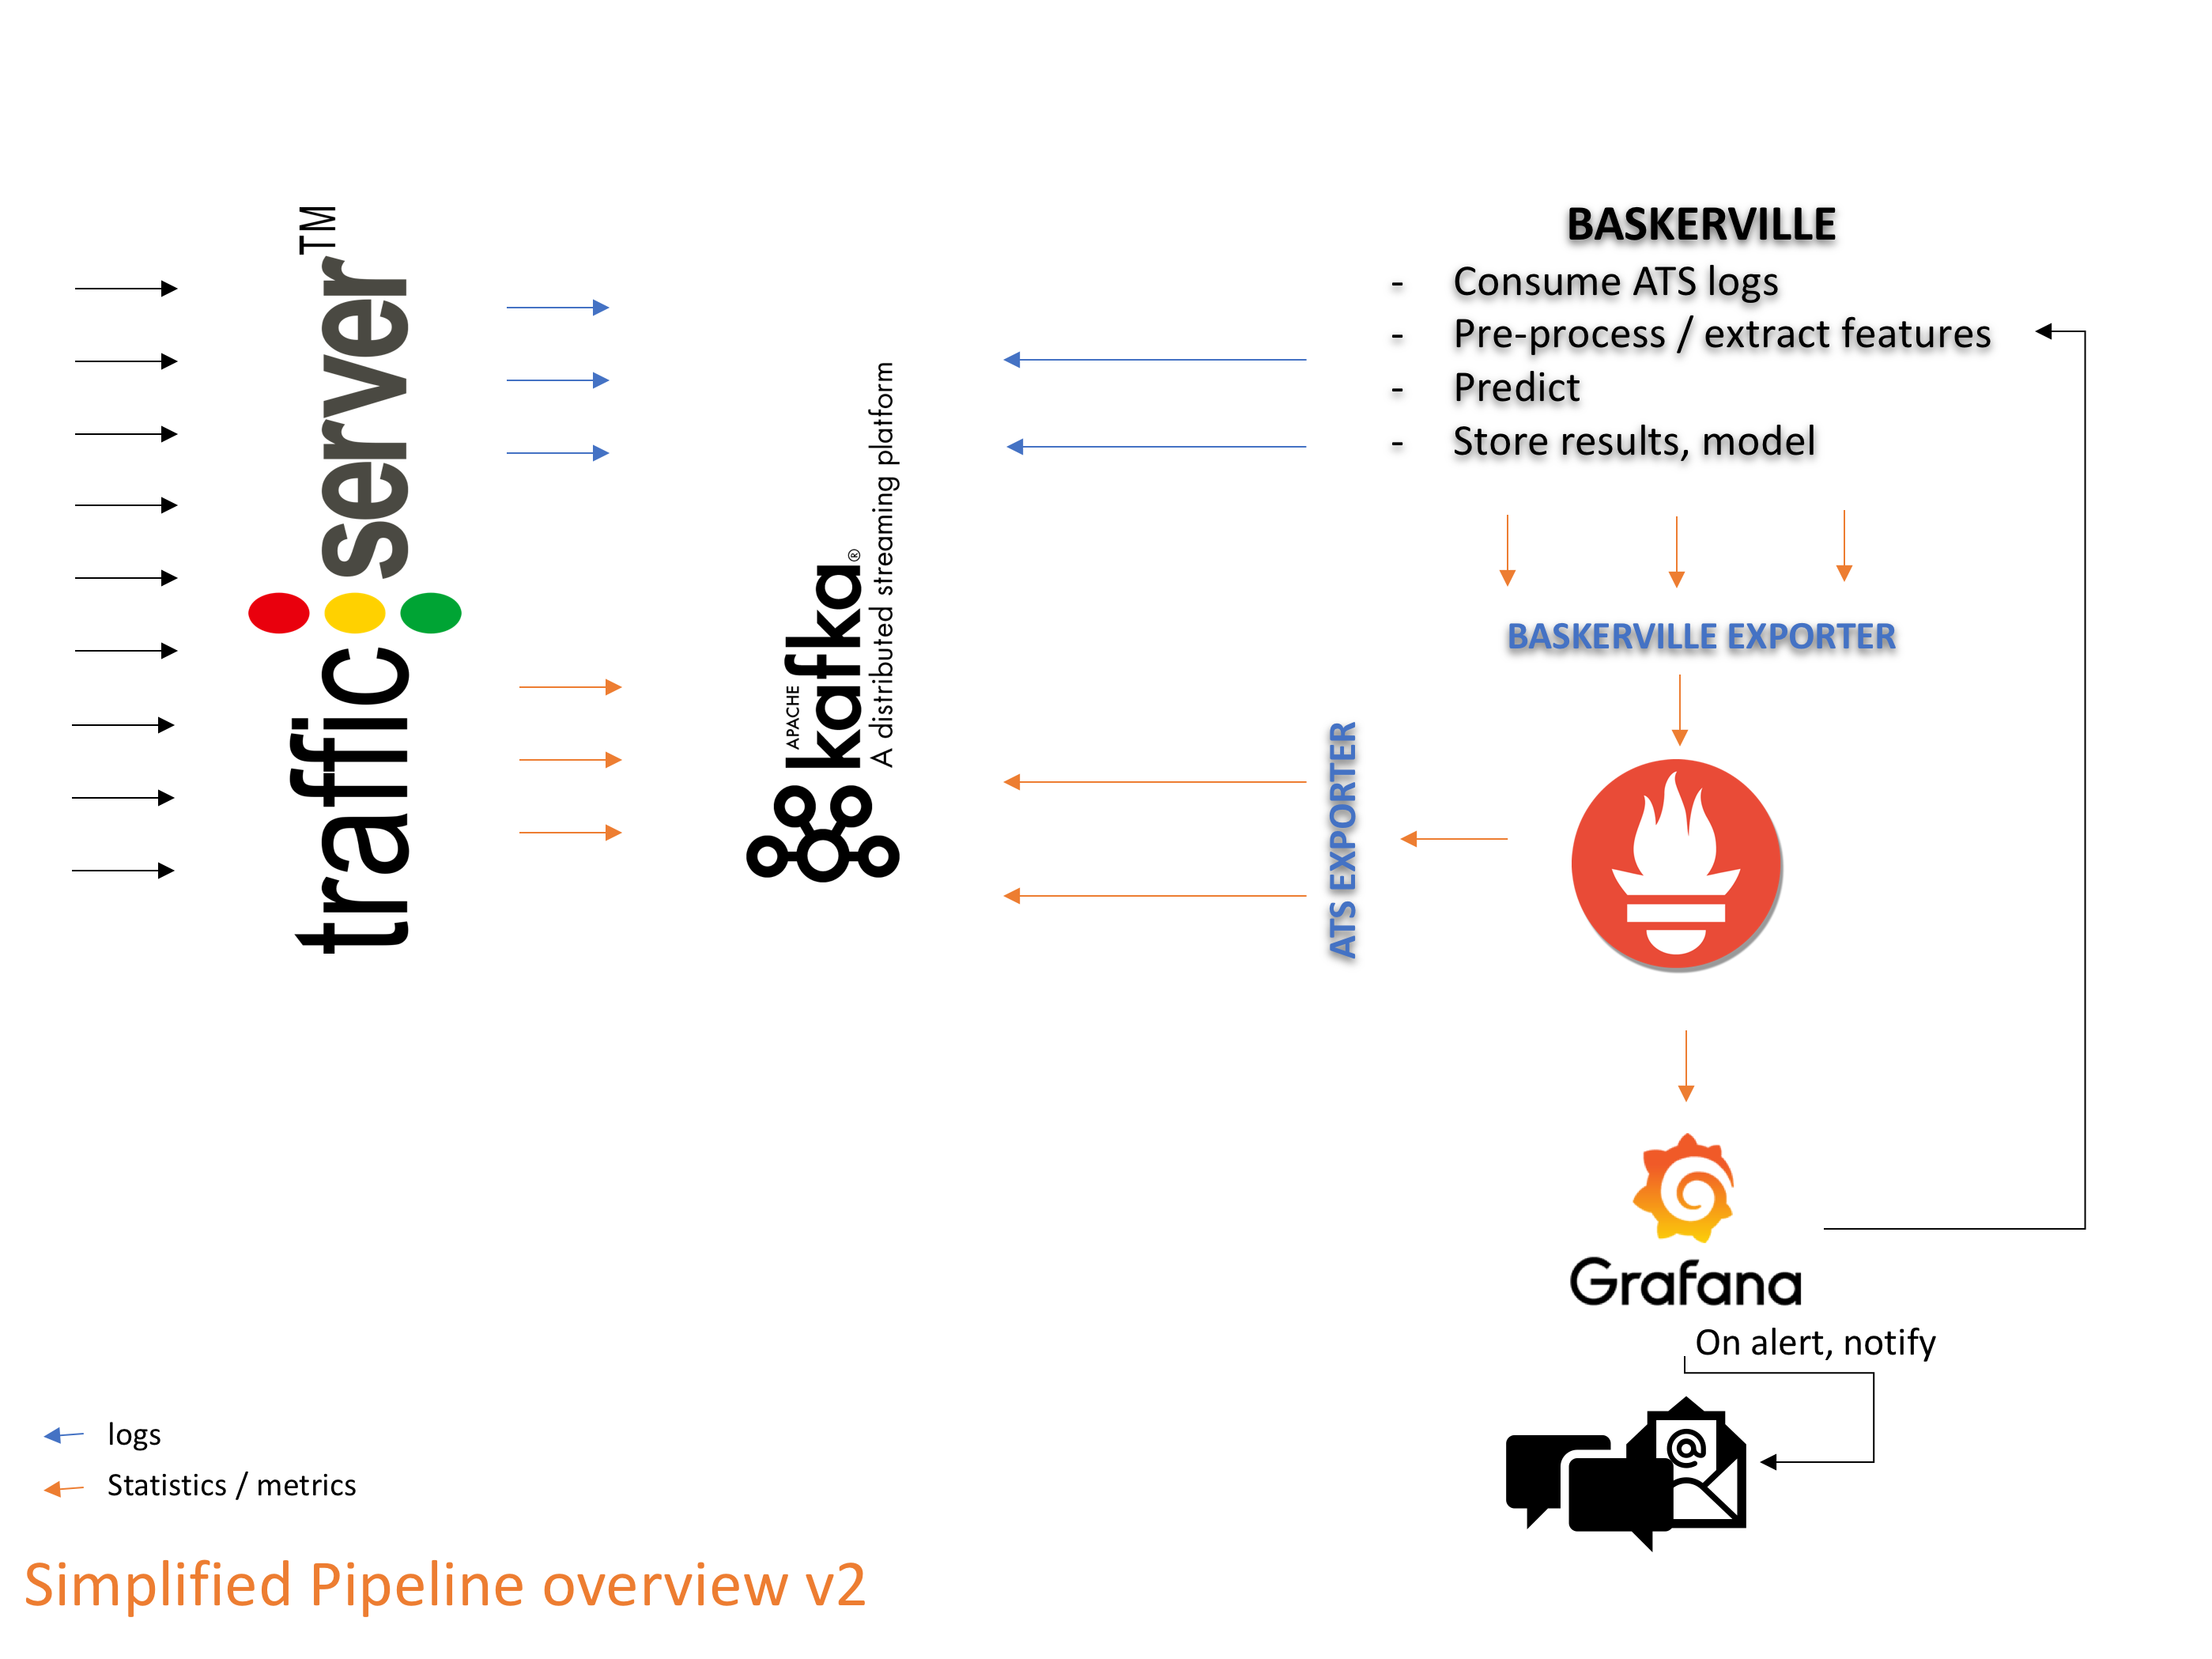 trafficserver™
APACHE
kafka®
A distributed streaming platform
BASKERVILLE
- Consume ATS logs
- Pre-process / extract features
- Predict
- Store results, model
BASKERVILLE EXPORTER
ATS EXPORTER
Grafana
On alert, notify
@
logs
Statistics / metrics
Simplified Pipeline overview v2